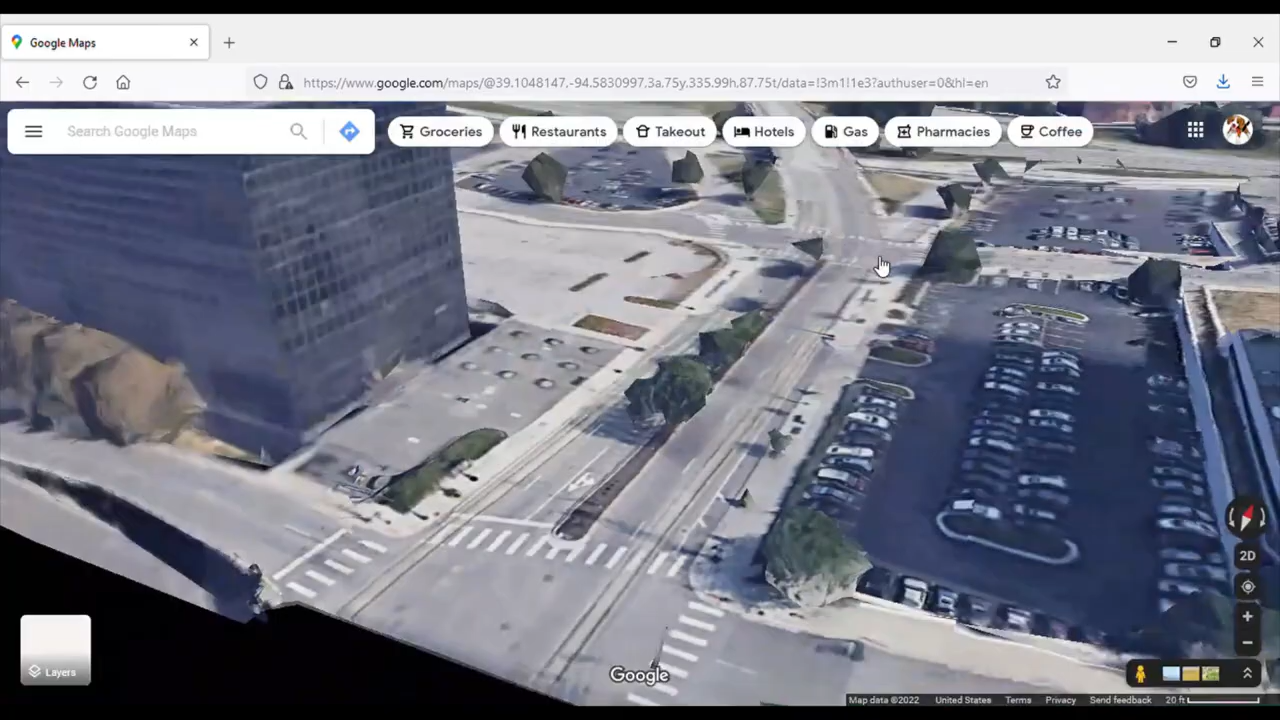 Google Maps
https://www.google.com/maps/@39.1048147,-94.5830997,3a,75y,335.99h,87.75t/data=!3m1!1e3?authuser=0&hl=en
Search Google Maps
Groceries
Restaurants
Takeout
Hotels
Gas
Pharmacies
Coffee
2D
Layers
Google
Map data ©2022 United States Terms Privacy Send feedback 20 ft